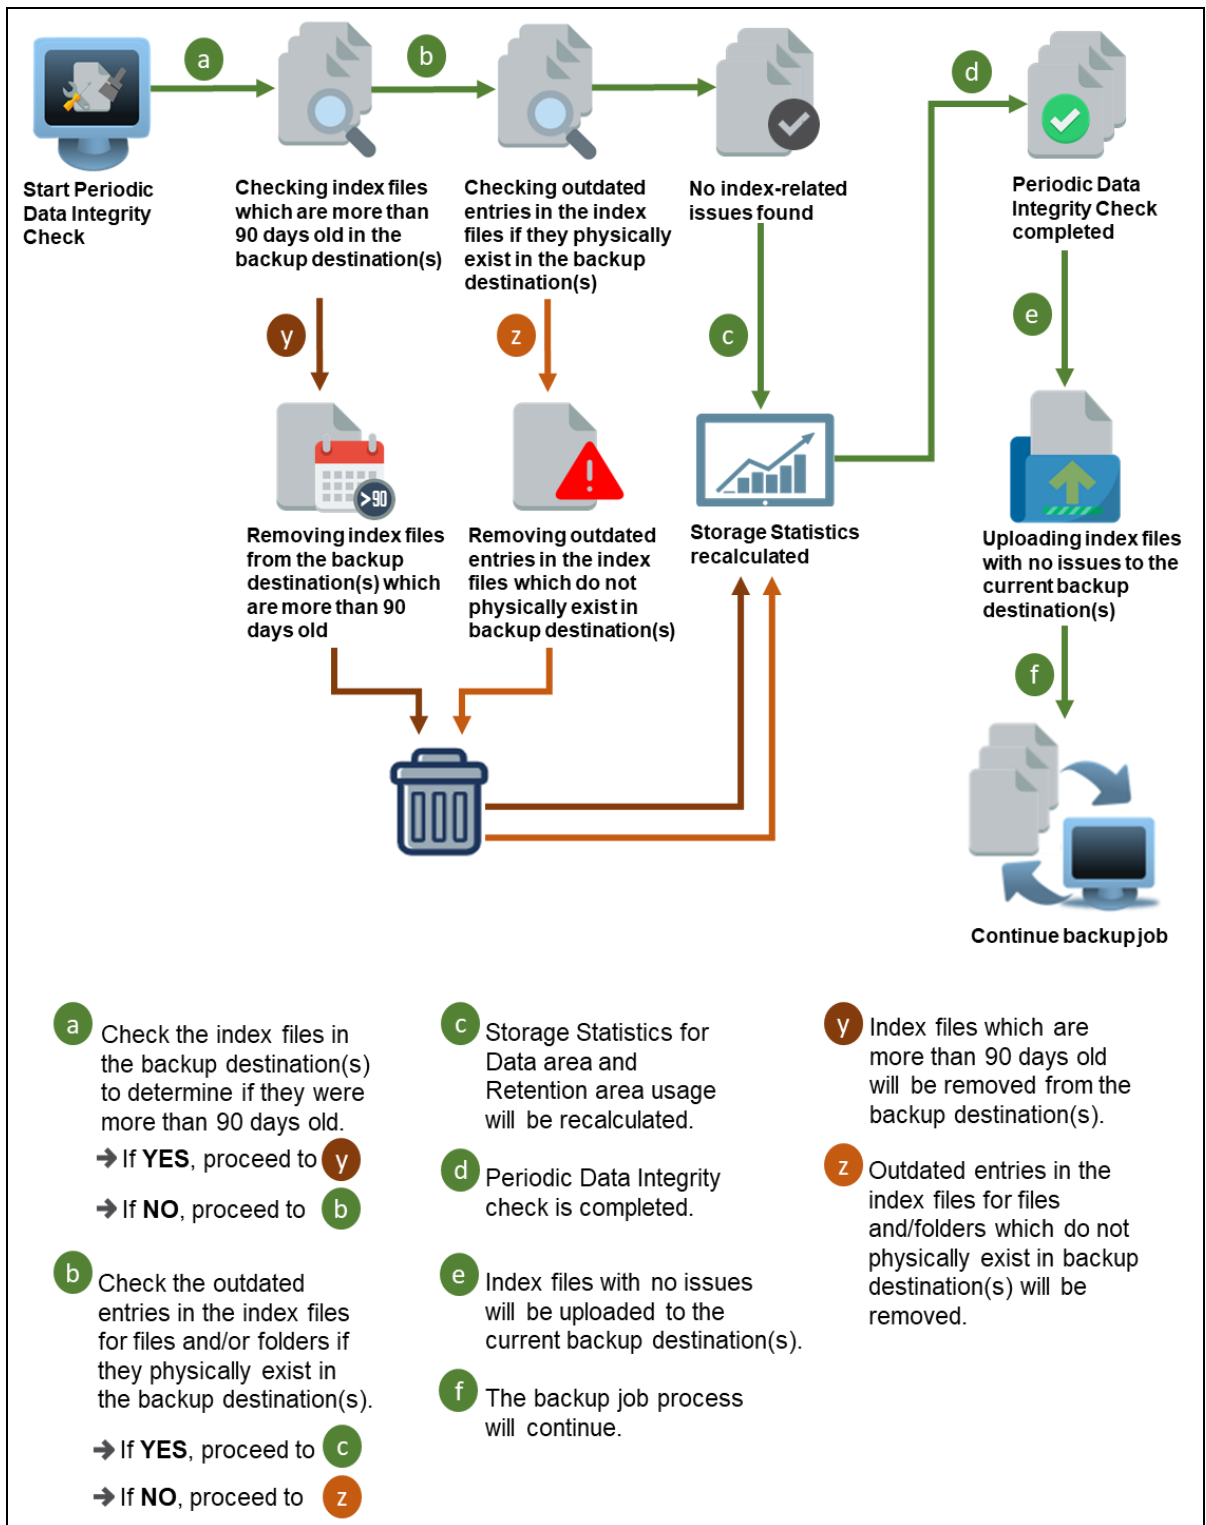 a
b
d
Start Periodic
Data Integrity
Check
Checking index files
which are more than
90 days old in the
backup destination(s)
Checking outdated
entries in the index
files if they physically
exist in the backup
destination(s)
No index-related
issues found
Periodic Data
Integrity Check
completed
y
z
c
e
>90
Removing index files
from the backup
destination(s) which
are more than 90
days old
Removing outdated
entries in the index
files which do not
physically exist in
backup destination(s)
Storage Statistics
recalculated
Uploading index files
with no issues to the
current backup
destination(s)
f
Continue backup job
a
Check the index files in
the backup destination(s)
to determine if they were
more than 90 days old.
➔ If YES, proceed to y
➔ If NO, proceed to b
b
Check the outdated
entries in the index files
for files and/or folders if
they physically exist in
the backup destination(s).
➔ If YES, proceed to c
➔ If NO, proceed to z
c
Storage Statistics for
Data area and
Retention area usage
will be recalculated.
d
Periodic Data Integrity
check is completed.
e
Index files with no issues
will be uploaded to the
current backup destination(s).
f
The backup job process
will continue.
y
Index files which are
more than 90 days old
will be removed from the
backup destination(s).
z
Outdated entries in the
index files for files
and/folders which do not
physically exist in backup
destination(s) will be
removed.